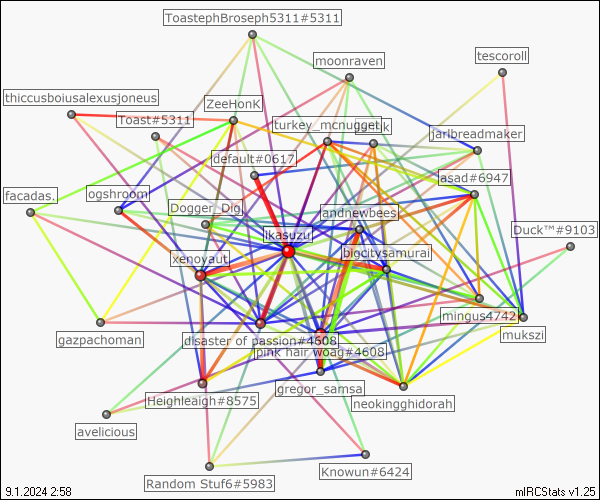 ToastephBroseph5311#5311
moonraven
tescoroll
thiccusboiusalexusjoneus
ZeeHonK
Toast#5311
turkey_mcnugget
jarlbreadmaker
default#0617
asad#6947
facadas.
ogshroom
Dogger_Dig
andnewbees
Duck™#9103
ikasuzu
bigcitysamurai
xenoyaut
mingus4742
gazpachoman
disaster of passion#4608
mukszi
pink hair woag#4608
gregor_samsa
Heighleaigh#8575
neokingghidorah
avelicious
Random Stuf6#5983
Knowun#6424
9.1.2024 2:58
mIRCStats v1.25